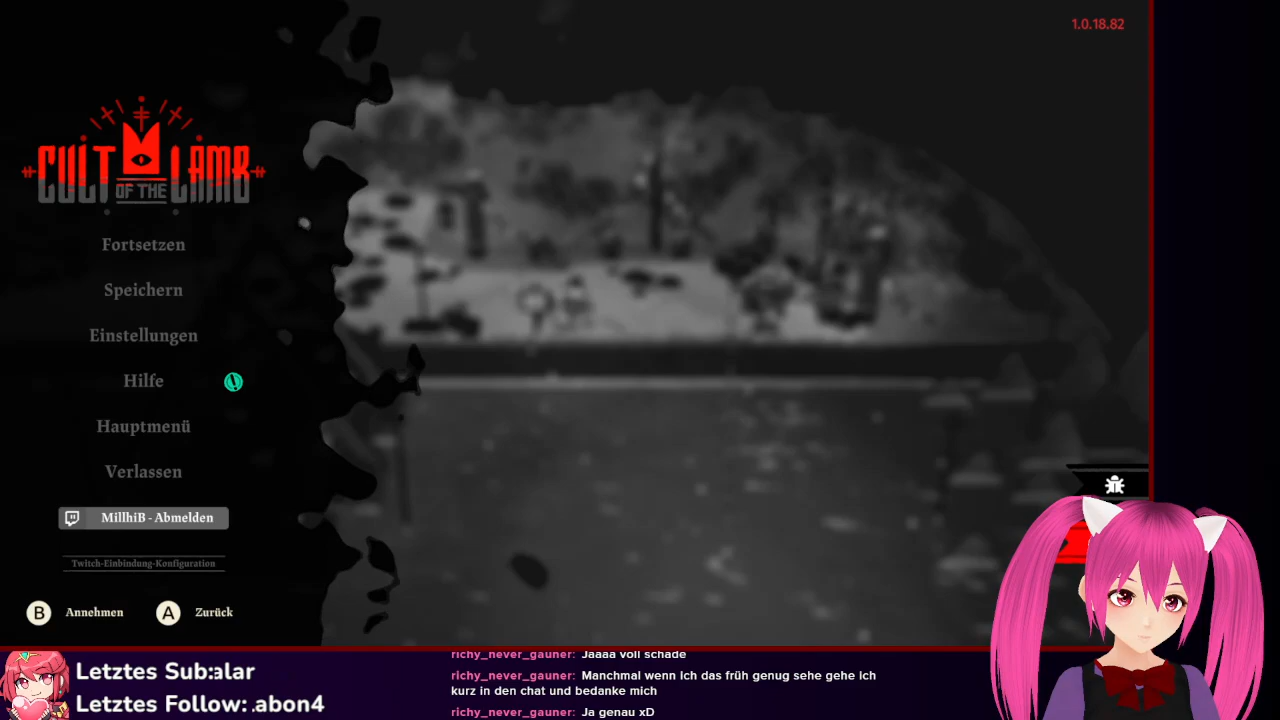 1.0.18.82
CULT OF THE LAMB
Fortsetzen
Speichern
Einstellungen
Hilfe
Hauptmenü
Verlassen
MillhiB - Abmelden
Twitch-Einbindung-Konfiguration
B Annehmen A Zurück
Letztes Sub:alar
Letztes Follow: .abon4
richy_never_gauner: Jaaaa voll schade
richy_never_gauner: Manchmal wenn ich das früh genug sehe gehe ich
kurz in den chat und bedanke mich
richy_never_gauner: Ja genau xD